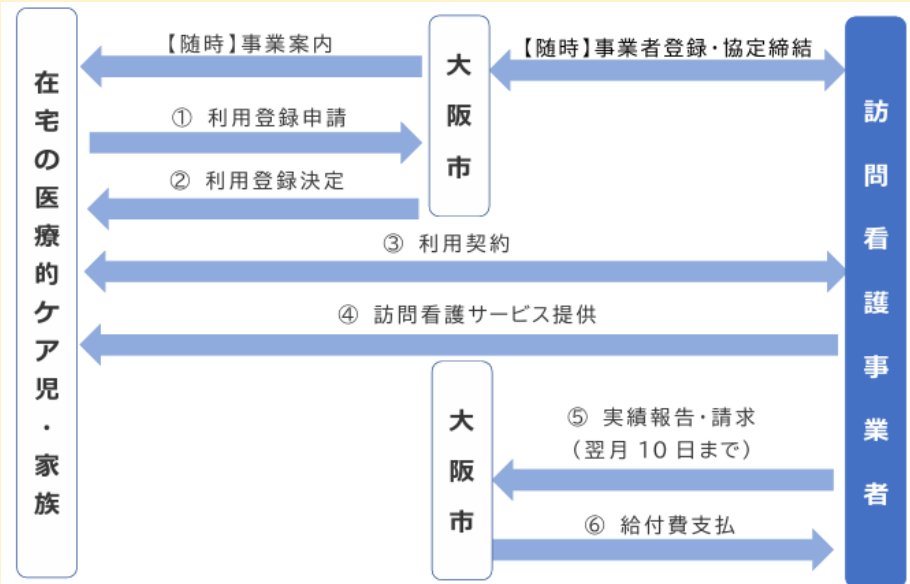 在宅の医療的ケア児・家族
【随時】事業案内
大阪市
【随時】事業者登録・協定締結
訪問看護事業者
① 利用登録申請
② 利用登録決定
③ 利用契約
④ 訪問看護サービス提供
大阪市
⑤ 実績報告・請求
(翌月 10 日まで)
⑥ 給付費支払